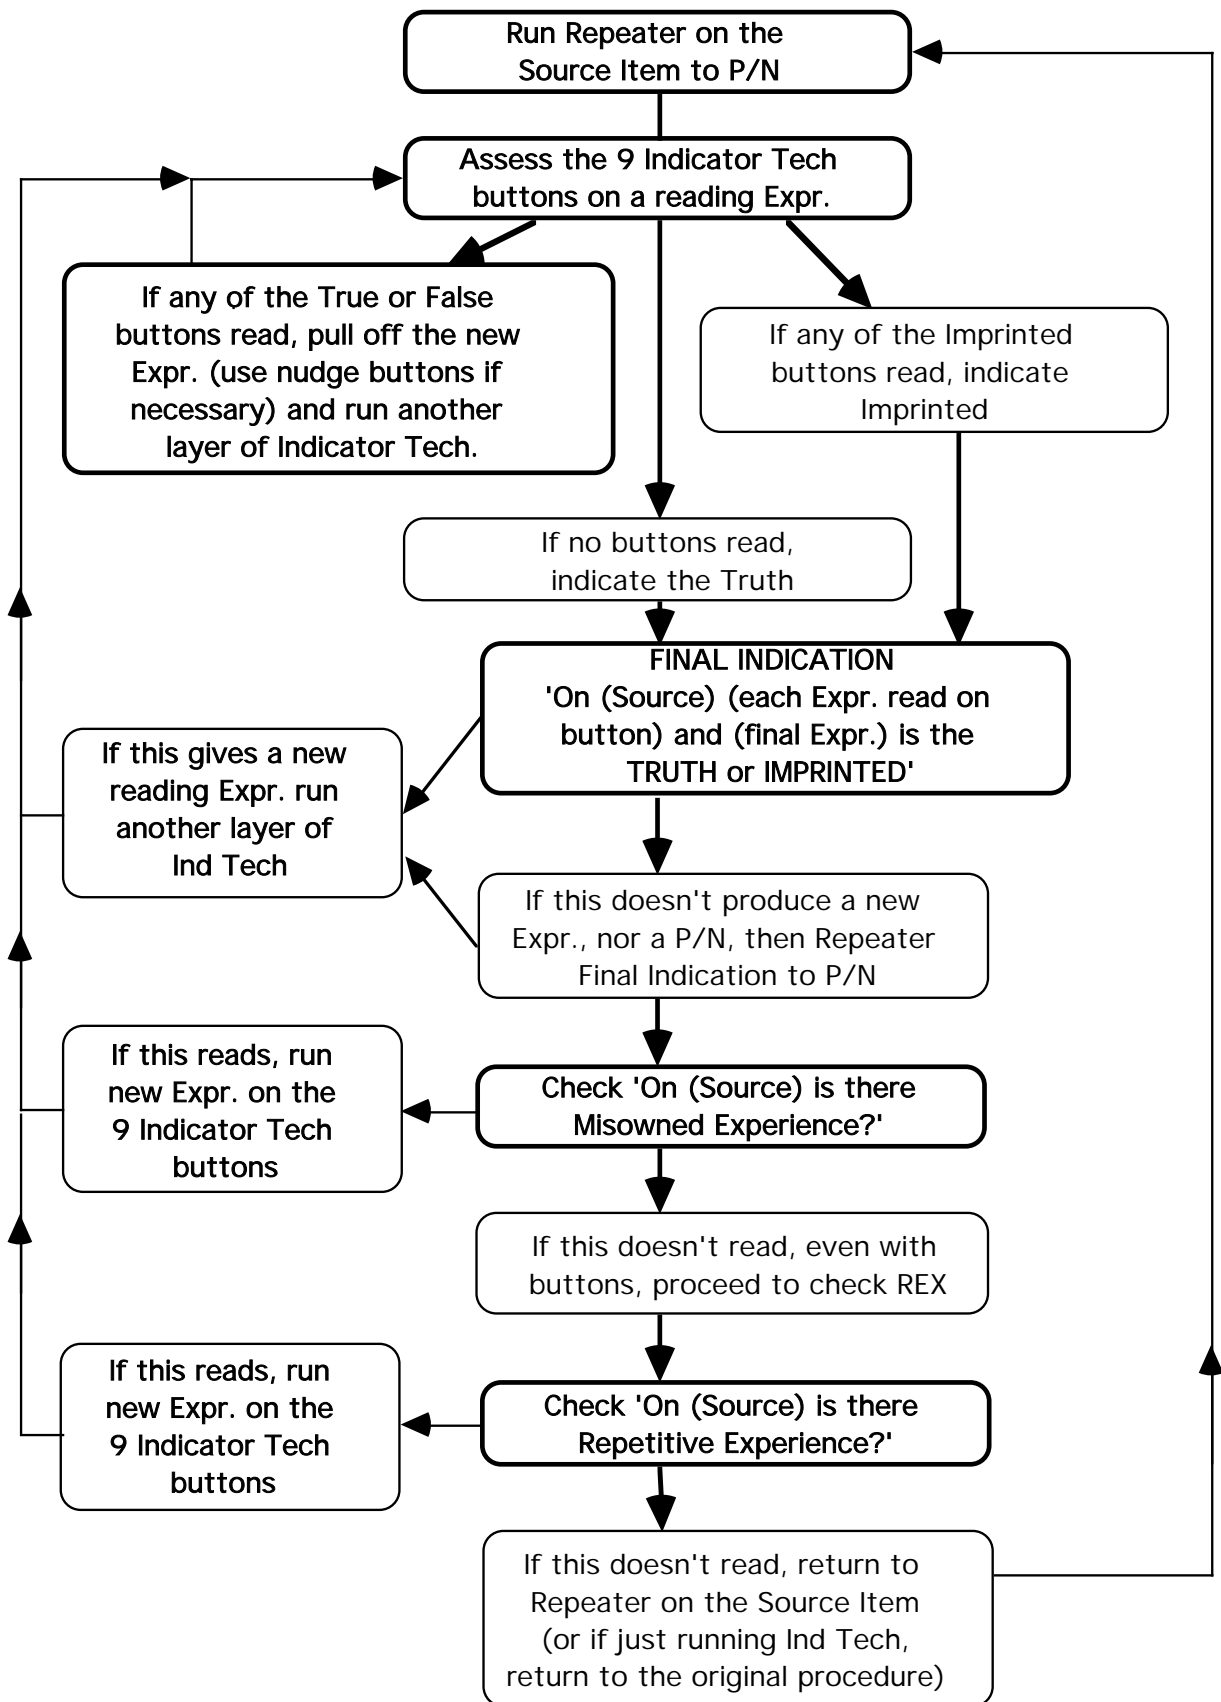 Run Repeater on the
Source Item to P/N
Assess the 9 Indicator Tech
buttons on a reading Expr.
If any of the True or False
buttons read, pull off the new
Expr. (use nudge buttons if
necessary) and run another
layer of Indicator Tech.
If any of the Imprinted
buttons read, indicate
Imprinted
If no buttons read,
indicate the Truth
FINAL INDICATION
'On (Source) (each Expr. read on
button) and (final Expr.) is the
TRUTH or IMPRINTED'
If this gives a new
reading Expr. run
another layer of
Ind Tech
If this doesn't produce a new
Expr., nor a P/N, then Repeater
Final Indication to P/N
If this reads, run
new Expr. on the
9 Indicator Tech
buttons
Check 'On (Source) is there
Misowned Experience?'
If this doesn't read, even with
buttons, proceed to check REX
If this reads, run
new Expr. on the
9 Indicator Tech
buttons
Check 'On (Source) is there
Repetitive Experience?'
If this doesn't read, return to
Repeater on the Source Item
(or if just running Ind Tech,
return to the original procedure)